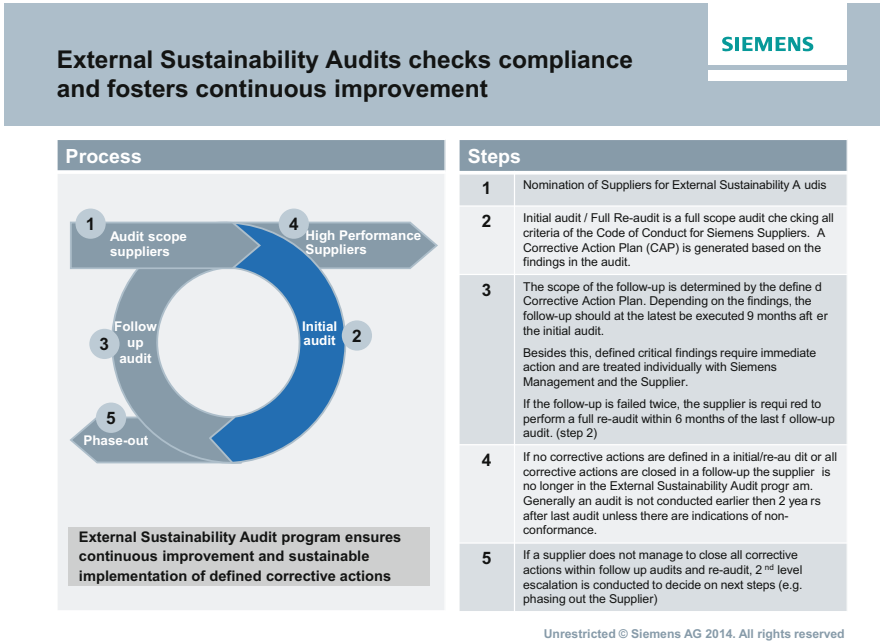 External Sustainability Audits checks compliance
and fosters continuous improvement
SIEMENS
Process
1
Audit scope
suppliers
4
High Performance
Suppliers
Follow
up
audit
3
Initial
audit
2
5
Phase-out
External Sustainability Audit program ensures
continuous improvement and sustainable
implementation of defined corrective actions
Steps
1
Nomination of Suppliers for External Sustainability A udis
2
Initial audit / Full Re-audit is a full scope audit che cking all
criteria of the Code of Conduct for Siemens Suppliers. A
Corrective Action Plan (CAP) is generated based on the
findings in the audit.
3
The scope of the follow-up is determined by the define d
Corrective Action Plan. Depending on the findings, the
follow-up should at the latest be executed 9 months aft er
the initial audit.
Besides this, defined critical findings require immediate
action and are treated individually with Siemens
Management and the Supplier.
If the follow-up is failed twice, the supplier is requi red to
perform a full re-audit within 6 months of the last f ollow-up
audit. (step 2)
4
If no corrective actions are defined in a initial/re-au dit or all
corrective actions are closed in a follow-up the supplier is
no longer in the External Sustainability Audit progr am.
Generally an audit is not conducted earlier then 2 yea rs
after last audit unless there are indications of non-
conformance.
5
If a supplier does not manage to close all corrective
actions within follow up audits and re-audit, 2 nd level
escalation is conducted to decide on next steps (e.g.
phasing out the Supplier)
Unrestricted © Siemens AG 2014. All rights reserved